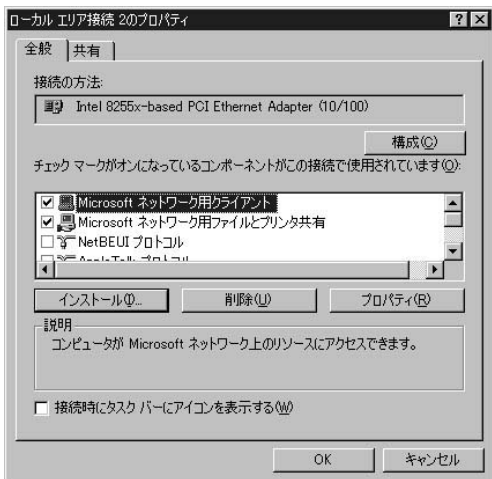 ローカル エリア接続 2のプロパティ
全般
共有
接続の方法:
Intel 8255x-based PCI Ethernet Adapter (10/100)
構成(C)
チェック マークがオンになっているコンポーネントがこの接続で使用されています(O):
Microsoft ネットワーク用クライアント
Microsoft ネットワーク用ファイルとプリンタ共有
NetBEUI プロトコル
AppleTalk プロトコル
インストール(I)...
削除(U)
プロパティ(R)
説明
コンピュータが Microsoft ネットワーク上のリソースにアクセスできます。
接続時にタスク バーにアイコンを表示する(W)
OK
キャンセル